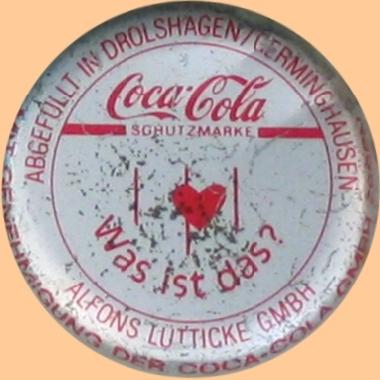 ABGEFÜLLT IN DROLSHAGEN/GERMINGHAUSEN
Coca-Cola
SCHUTZMARKE
Was ist das?
ALFONS LÜTTICKE GMBH
DER COCA-COLA GMBH